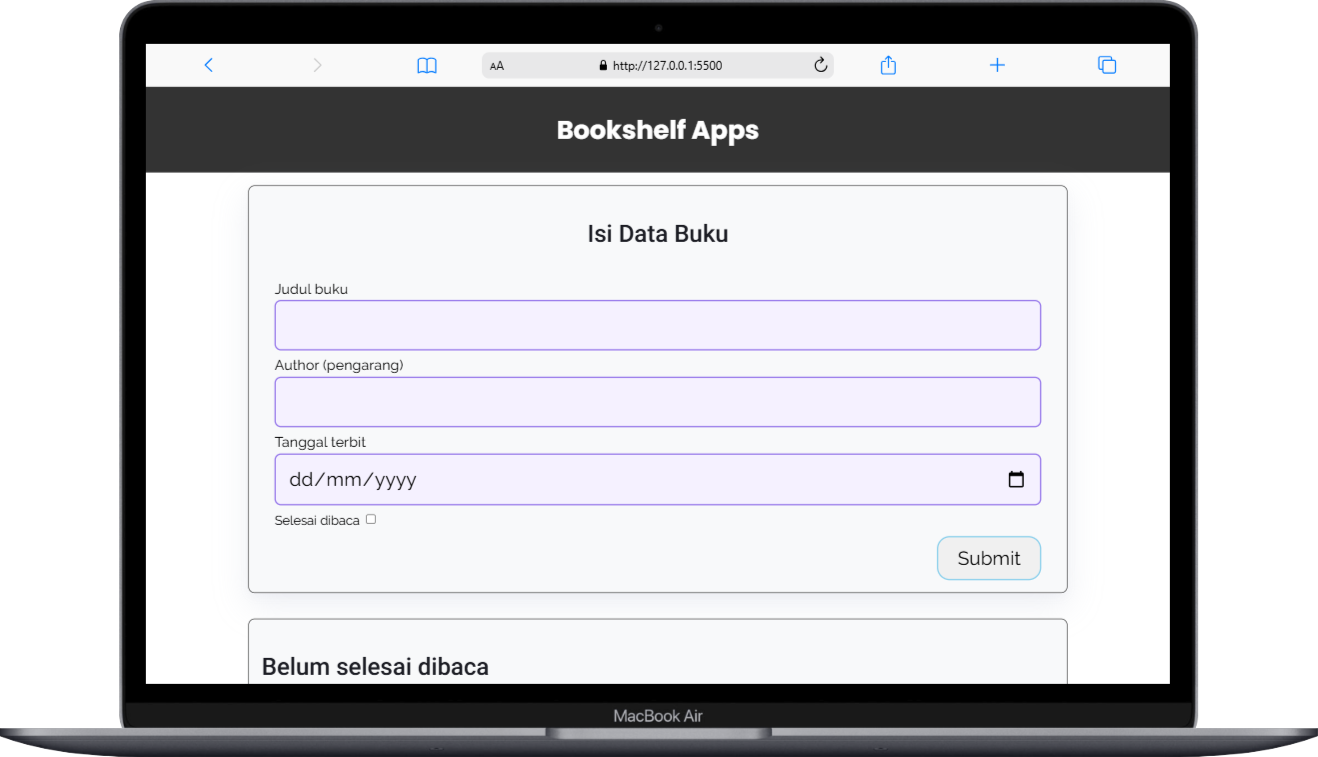 AA
http://127.0.0.1:5500
Bookshelf Apps
Isi Data Buku
Judul buku
Author (pengarang)
Tanggal terbit
dd/mm/yyyy
Selesai dibaca
Submit
Belum selesai dibaca
MacBook Air